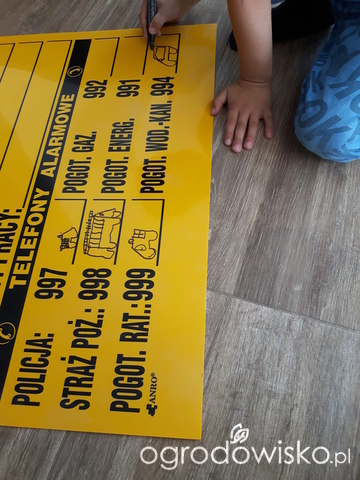 PRACY:
TELEFONY ALARMOWE
POLICJA: 997
STRAŻ POŻ.: 998
POGOT. RAT.: 999
POGOT. GAZ. 992
POGOT. ENERG. 991
POGOT. WOD.-KAN. 994
ANRO®
ogrodowisko.pl